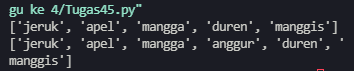 gu ke 4/Tugas45.py"
['jeruk', 'apel', 'mangga', 'duren', 'manggis']
['jeruk', 'apel', 'mangga', 'anggur', 'duren', '
manggis']